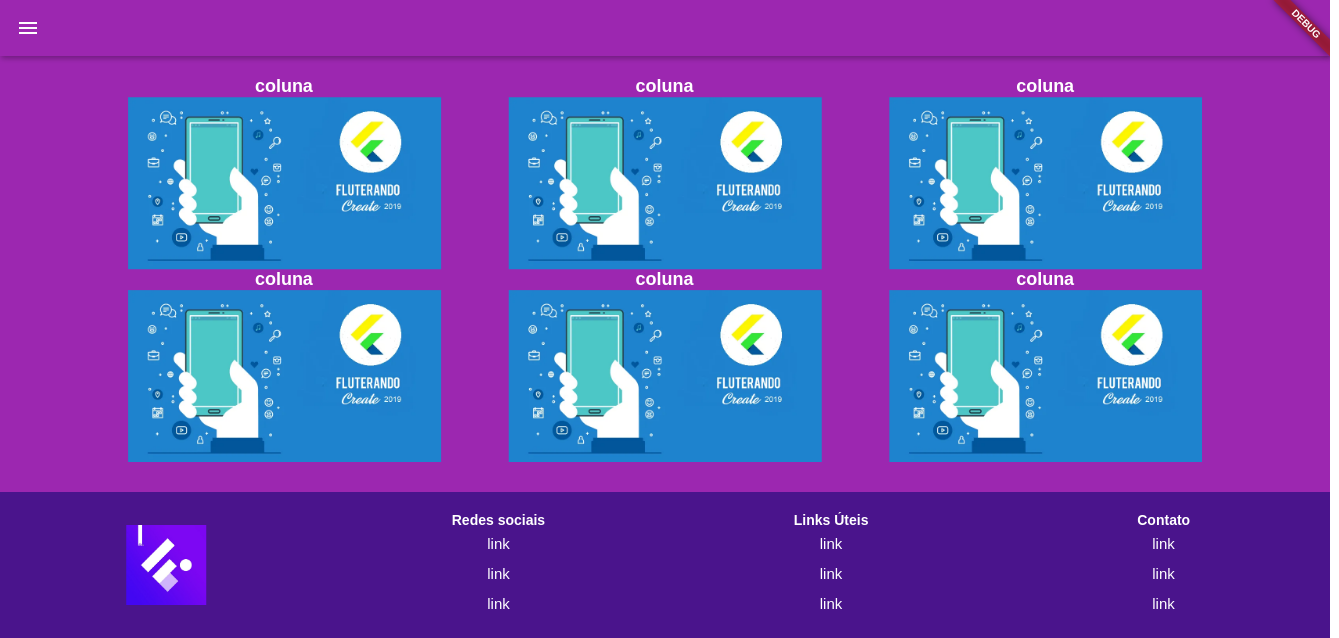 DEBUG
coluna coluna coluna
FLUTERANDO FLUTERANDO FLUTERANDO
Create 2019 Create 2019 Create 2019
coluna coluna coluna
FLUTERANDO FLUTERANDO FLUTERANDO
Create 2019 Create 2019 Create 2019
Redes sociais Links Úteis Contato
link link link
link link link
link link link